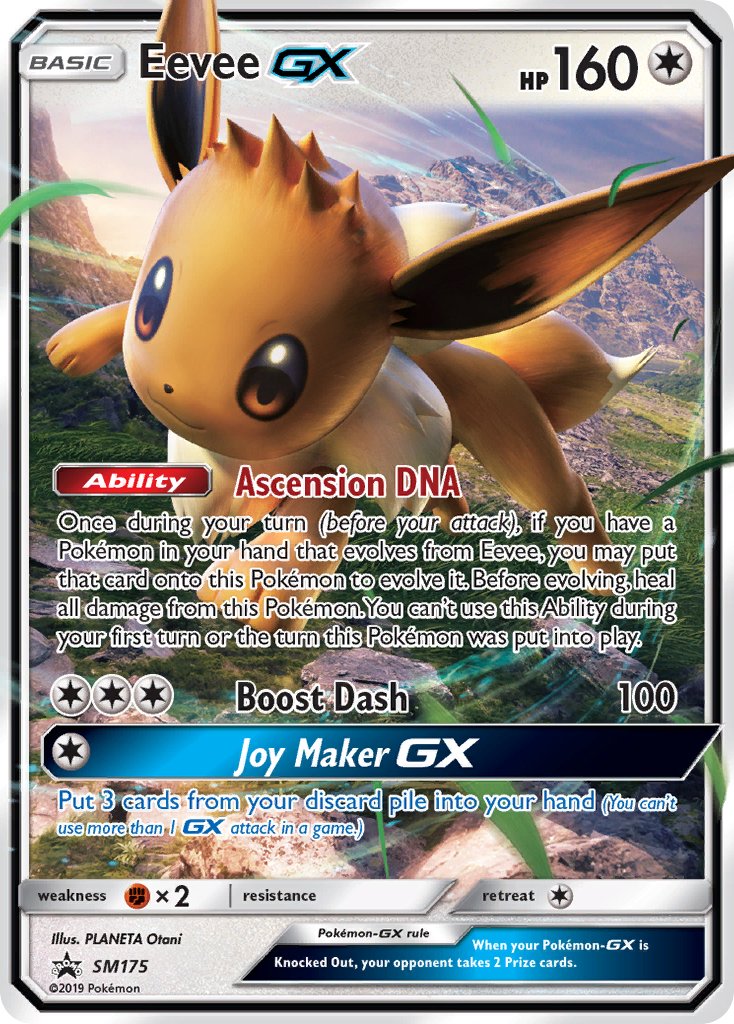 BASIC Eevee GX HP 160
Ability Ascension DNA
Once during your turn (before your attack), if you have a
Pokémon in your hand that evolves from Eevee, you may put
that card onto this Pokémon to evolve it. Before evolving, heal
all damage from this Pokémon. You can't use this Ability during
your first turn or the turn this Pokémon was put into play.
Boost Dash 100
Joy Maker GX
Put 3 cards from your discard pile into your hand (You can't
use more than 1 GX attack in a game.)
weakness ×2 resistance retreat
Illus. PLANETA Otani
Pokémon-GX rule
When your Pokémon-GX is
Knocked Out, your opponent takes 2 Prize cards.
PROMO SM175
©2019 Pokémon